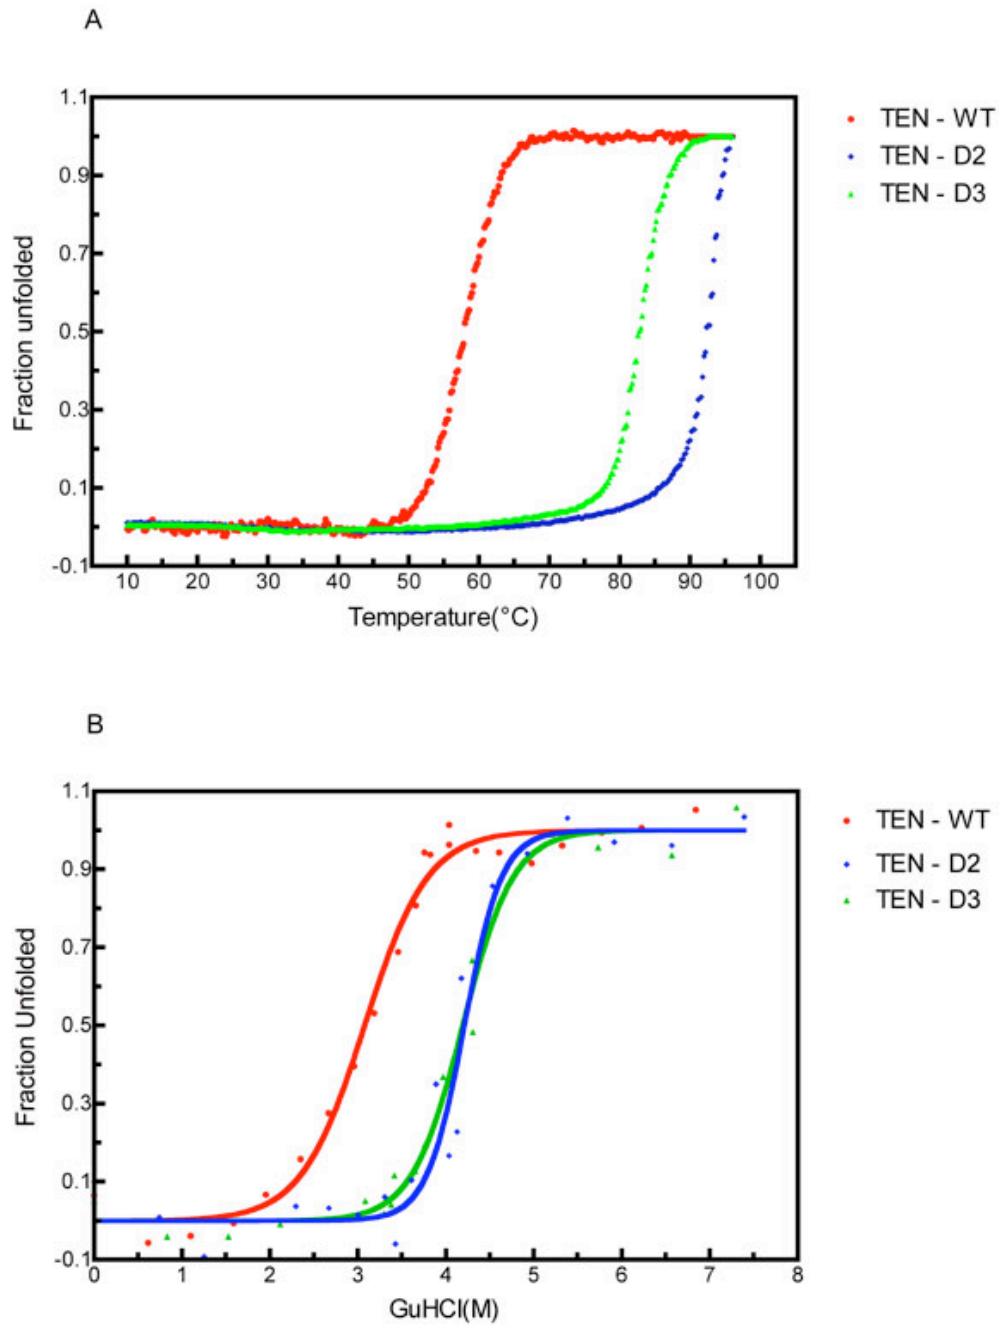 A
1.1
0.9
0.7
0.5
0.3
0.1
-0.1
Fraction unfolded
10 20 30 40 50 60 70 80 90 100
Temperature(°C)
TEN - WT
TEN - D2
TEN - D3
B
1.1
0.9
0.7
0.5
0.3
0.1
-0.1
Fraction Unfolded
0 1 2 3 4 5 6 7 8
GuHCl(M)
TEN - WT
TEN - D2
TEN - D3